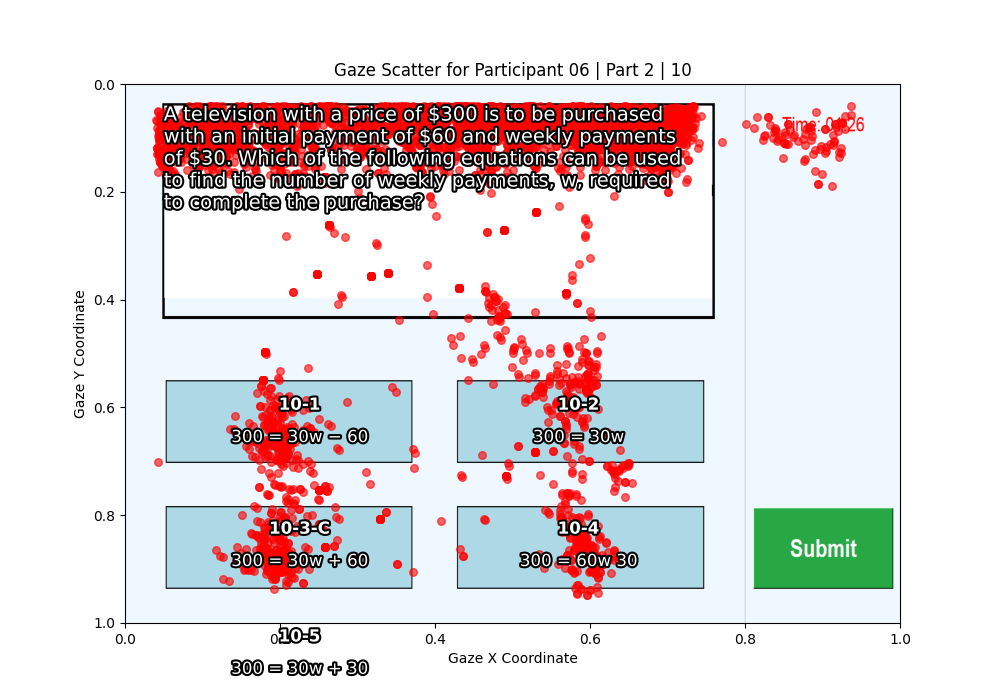 Gaze Scatter for Participant 06 | Part 2 | 10
A television with a price of $300 is to be purchased
with an initial payment of $60 and weekly payments
of $30. Which of the following equations can be used
to find the number of weekly payments, w, required
to complete the purchase?
Time:
10-1
300 = 30w − 60
10-2
300 = 30w
10-3-C
300 = 30w + 60
10-4
300 = 60w 30
10-5
300 = 30w + 30
Submit
Gaze Y Coordinate
0.0
0.2
0.4
0.6
0.8
1.0
0.0
0.2
0.4
0.6
0.8
1.0
Gaze X Coordinate